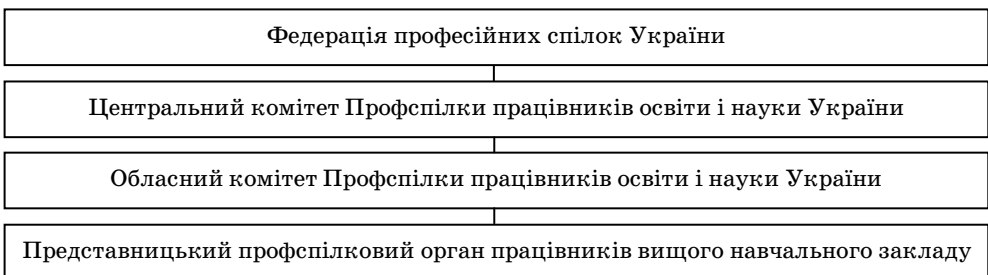 Федерація професійних спілок України
Центральний комітет Профспілки працівників освіти і науки України
Обласний комітет Профспілки працівників освіти і науки України
Представницький профспілковий орган працівників вищого навчального закладу